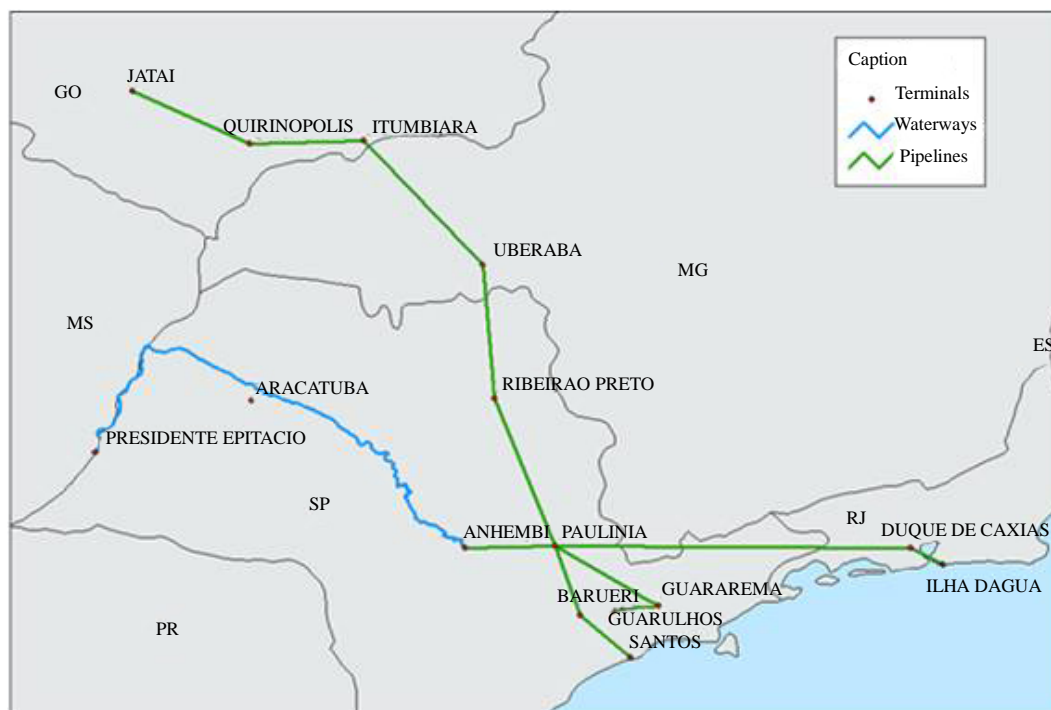 Caption
Terminals
Waterways
Pipelines
JATAI
GO
QUIRINOPOLIS
ITUMBIARA
UBERABA
MG
MS
ES
ARACATUBA
RIBEIRAO PRETO
PRESIDENTE EPITACIO
SP
RJ
ANHEMBI
PAULINIA
DUQUE DE CAXIAS
ILHA DAGUA
BARUERI
GUARAREMA
GUARULHOS
PR
SANTOS